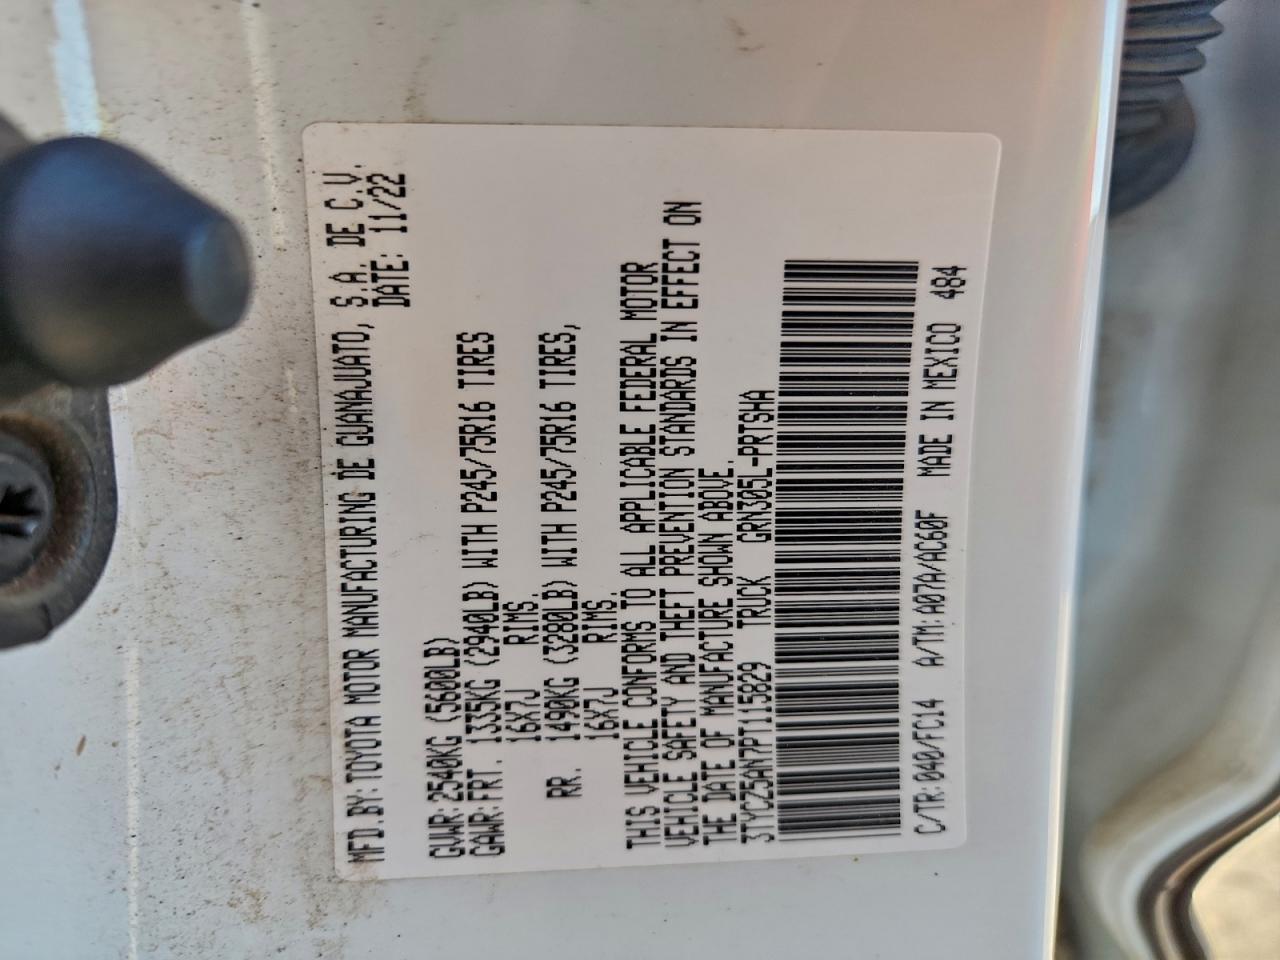 MFD.BY:TOYOTA MOTOR MANUFACTURING DE GUANAJUATO, S.A. DE C.V.
DATE: 11/22
GVWR:2540KG (5600LB)
GAWR:FRT. 1335KG (2940LB) WITH P245/75R16 TIRES
16X7J RIMS
RR. 1490KG (3280LB) WITH P245/75R16 TIRES,
16X7J RIMS.
THIS VEHICLE CONFORMS TO ALL APPLICABLE FEDERAL MOTOR
VEHICLE SAFETY AND THEFT PREVENTION STANDARDS IN EFFECT ON
THE DATE OF MANUFACTURE SHOWN ABOVE.
3TYCZ5AN7PT115829 TRUCK GRN305L-PRTSHA
C/TR:040/FC14 A/TM:A07A/AC60F MADE IN MEXICO 484